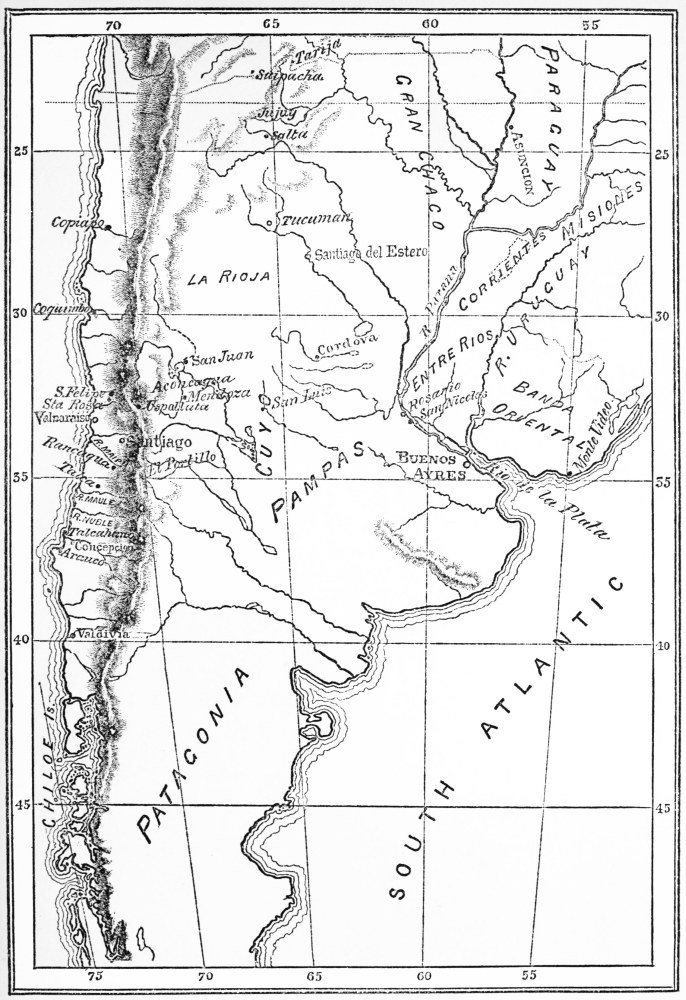 70 65 60 55
Tarija
Suipacha
GRAN CHACO
PARAGUAY
Jujuy
Salta
ASUNCION
25 25
MISIONES
Copiapo
Tucuman
CORRIENTES
Santiago del Estero
LA RIOJA
R. Parana
R. URUGUAY
Coquimbo
30 30
Cordova
ENTRE RIOS
San Juan
Aconcagua
S. Felipe
Mendoza
San Luis
Rosario
BANDA
Sta Rosa
Uspallata
San Nicolas
ORIENTAL
Valparaiso
CUYO
Monte Video
Santiago
R. MAIPO
Rancagua
El Portillo
PAMPAS
BUENOS
AYRES
Talca
35 55
Rio de la Plata
R. MAULE
R. NUBLE
Talcahano
Concepcion
Arauco
Valdivia
40 10
SOUTH ATLANTIC
PATAGONIA
CHILOE Is.
45 45
75 70 65 60 55